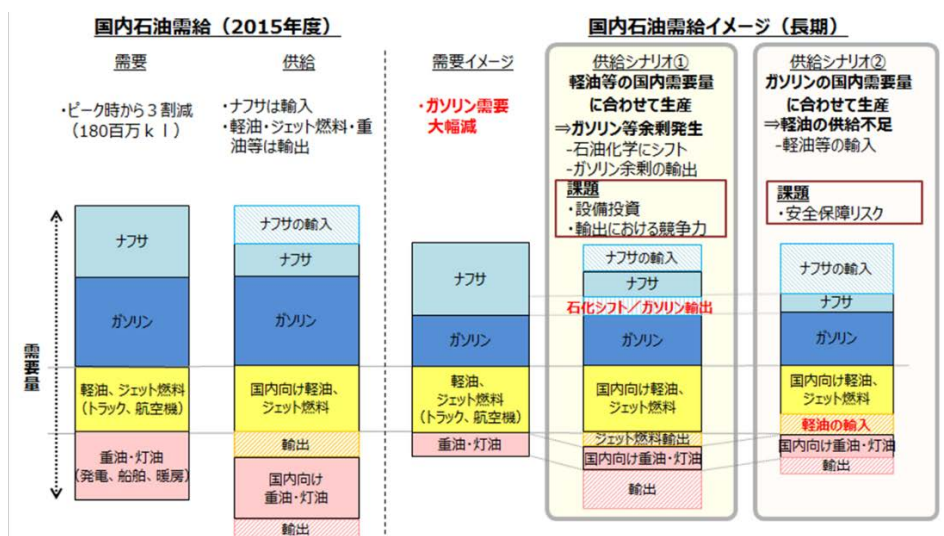 国内石油需給（2015年度）
需要
・ピーク時から３割減
（180百万ｋｌ）
供給
・ナフサは輸入
・軽油・ジェット燃料・重
油等は輸出
国内石油需給イメージ（長期）
需要イメージ
・ガソリン需要
大幅減
供給シナリオ①
軽油等の国内需要量
に合わせて生産
⇒ガソリン等余剰発生
-石油化学にシフト
-ガソリン余剰の輸出
課題
・設備投資
・輸出における競争力
供給シナリオ②
ガソリンの国内需要量
に合わせて生産
⇒軽油の供給不足
-軽油等の輸入
課題
・安全保障リスク
需要量
ナフサ
ガソリン
軽油、ジェット燃料
（トラック、航空機）
重油・灯油
（発電、船舶、暖房）
ナフサの輸入
ナフサ
ガソリン
国内向け軽油、
ジェット燃料
輸出
国内向け
重油・灯油
輸出
ナフサ
ガソリン
軽油、
ジェット燃料
（トラック、航空機）
重油・灯油
ナフサの輸入
ナフサ
石化シフト／ガソリン輸出
ガソリン
国内向け軽油、
ジェット燃料
ジェット燃料輸出
国内向け重油・灯油
輸出
ナフサの輸入
ナフサ
ガソリン
国内向け軽油、
ジェット燃料
軽油の輸入
国内向け重油・灯油
輸出